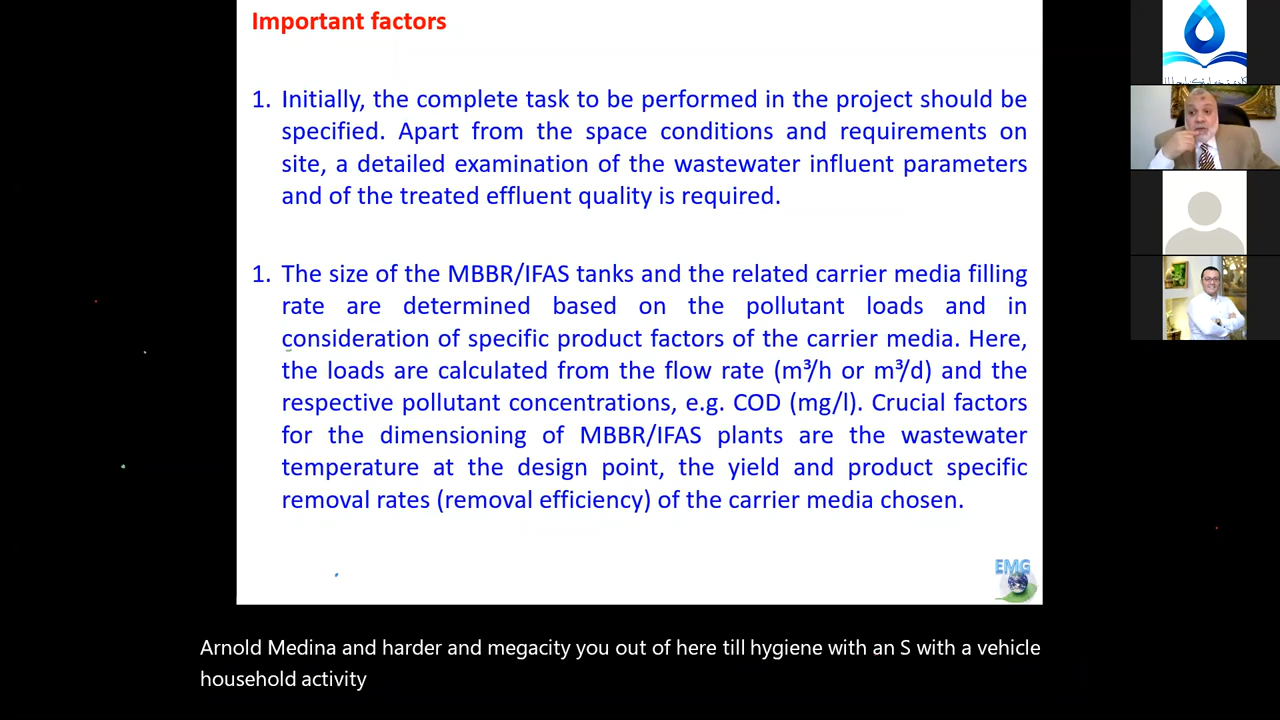 Important factors
1. Initially, the complete task to be performed in the project should be
specified. Apart from the space conditions and requirements on
site, a detailed examination of the wastewater influent parameters
and of the treated effluent quality is required.
1. The size of the MBBR/IFAS tanks and the related carrier media filling
rate are determined based on the pollutant loads and in
consideration of specific product factors of the carrier media. Here,
the loads are calculated from the flow rate (m³/h or m³/d) and the
respective pollutant concentrations, e.g. COD (mg/l). Crucial factors
for the dimensioning of MBBR/IFAS plants are the wastewater
temperature at the design point, the yield and product specific
removal rates (removal efficiency) of the carrier media chosen.
EMG
Arnold Medina and harder and megacity you out of here till hygiene with an S with a vehicle
household activity